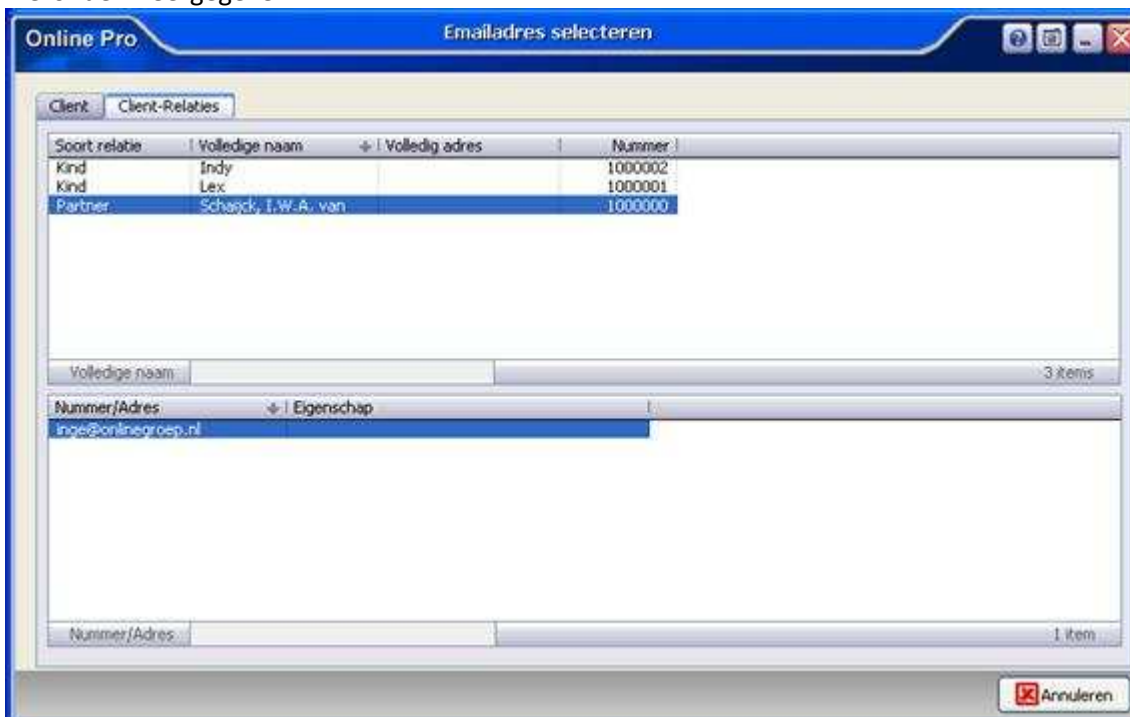 Online Pro
Emailadres selecteren
Client Client-Relaties
Soort relatie Volledige naam Volledig adres Nummer
Kind Indy 1000002
Kind Lex 1000001
Partner Schaijck, I.W.A. van 1000000
Volledige naam 3 items
Nummer/Adres Eigenschap
inge@onlinegroep.nl
Nummer/Adres 1 item
Annuleren